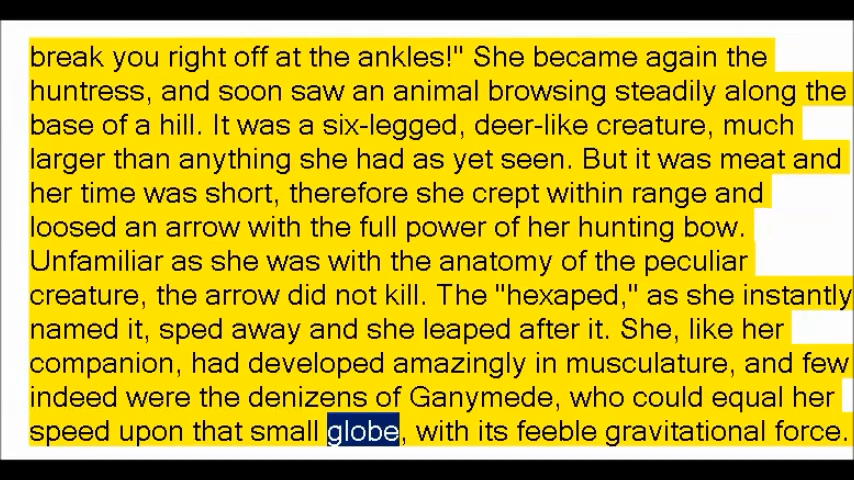 break you right off at the ankles!" She became again the
huntress, and soon saw an animal browsing steadily along the
base of a hill. It was a six-legged, deer-like creature, much
larger than anything she had as yet seen. But it was meat and
her time was short, therefore she crept within range and
loosed an arrow with the full power of her hunting bow.
Unfamiliar as she was with the anatomy of the peculiar
creature, the arrow did not kill. The "hexaped," as she instantly
named it, sped away and she leaped after it. She, like her
companion, had developed amazingly in musculature, and few
indeed were the denizens of Ganymede, who could equal her
speed upon that small globe, with its feeble gravitational force.